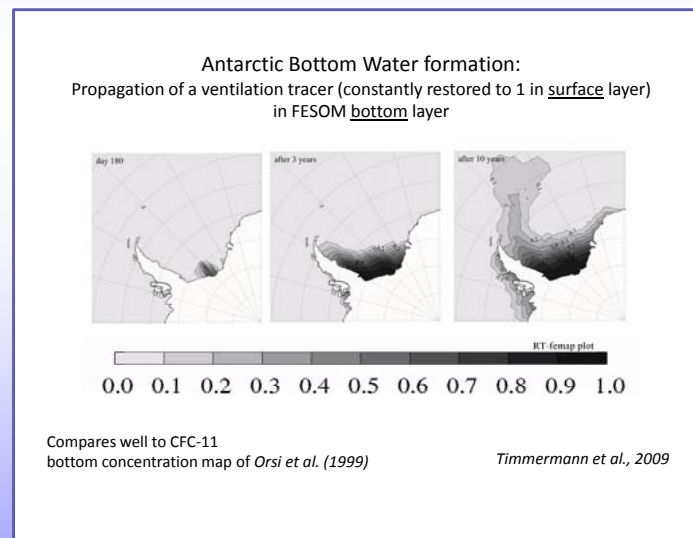 Antarctic Bottom Water formation:
Propagation of a ventilation tracer (constantly restored to 1 in surface layer)
in FESOM bottom layer
day 180
after 3 years
after 10 years
RT-femap plot
0.0 0.1 0.2 0.3 0.4 0.5 0.6 0.7 0.8 0.9 1.0
Compares well to CFC-11
bottom concentration map of Orsi et al. (1999)
Timmermann et al., 2009